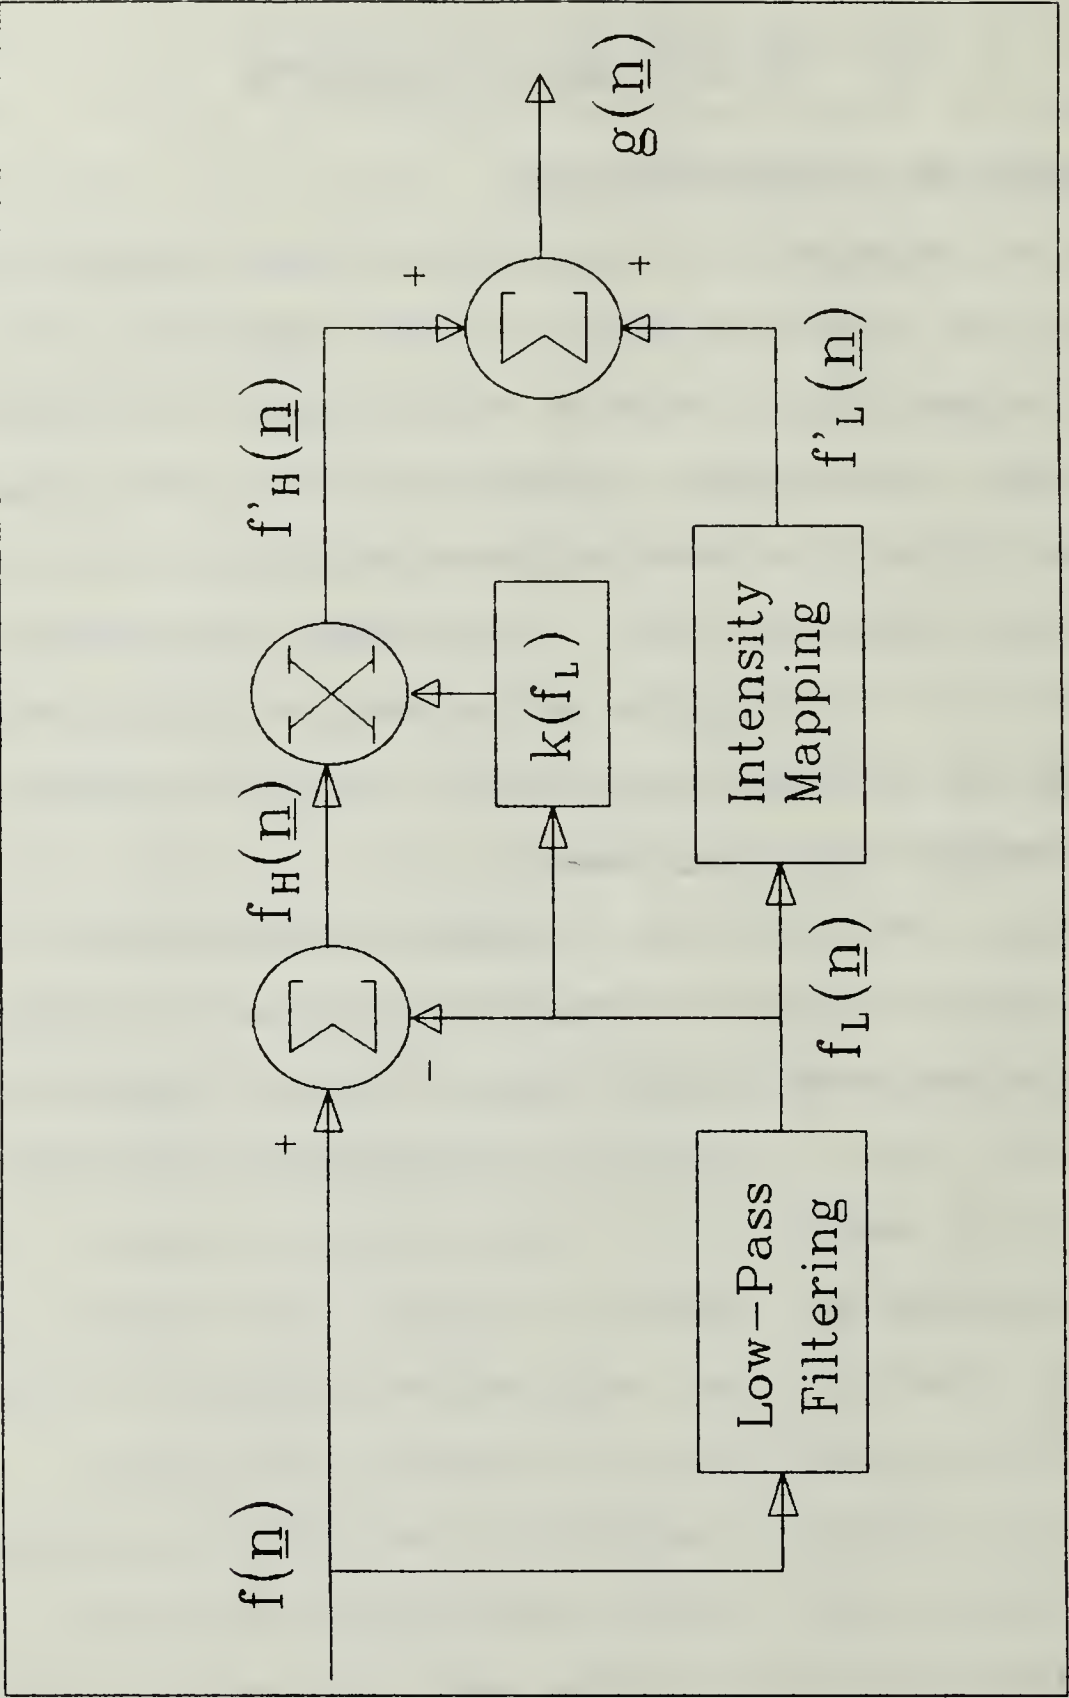 f(n)
+
-
f_H(n)
f'_H(n)
+
Σ
X
Σ
k(f_L)
+
g(n)
Low-Pass
Filtering
f_L(n)
Intensity
Mapping
f'_L(n)